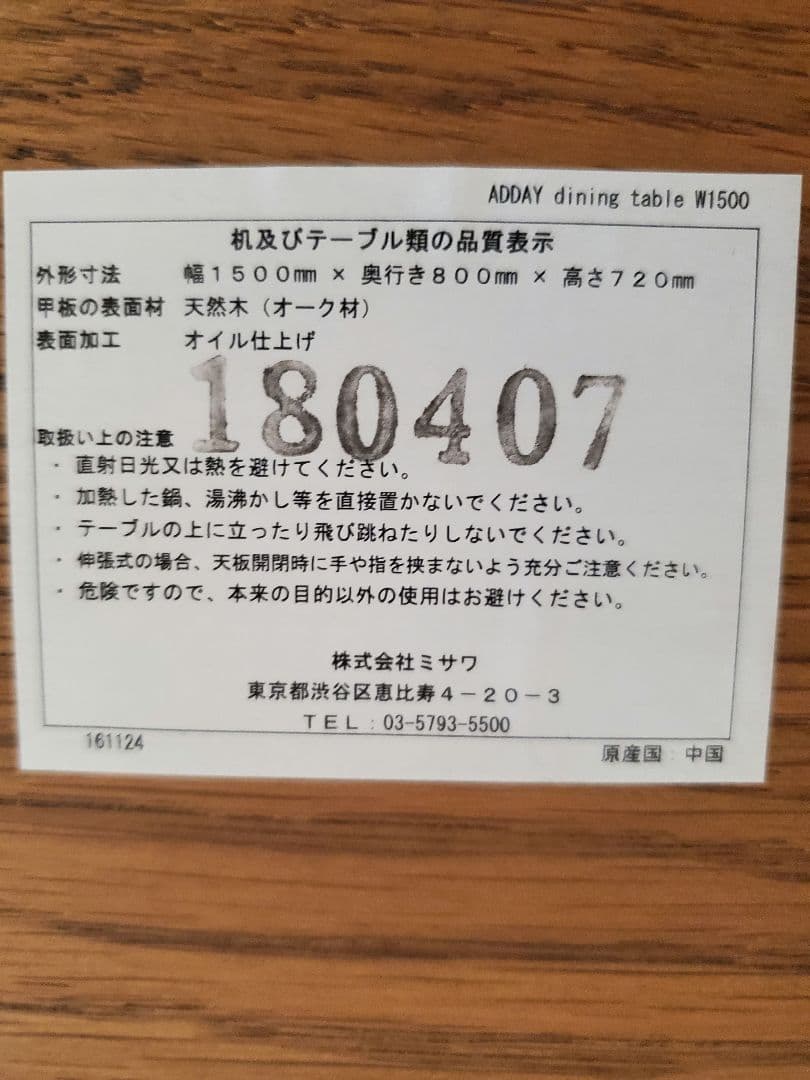 ADDAY dining table W1500
机及びテーブル類の品質表示
外形寸法 幅1500㎜ × 奥行き800㎜ × 高さ720㎜
甲板の表面材 天然木（オーク材）
表面加工 オイル仕上げ
180407
取扱い上の注意
・ 直射日光又は熱を避けてください。
・ 加熱した鍋、湯沸かし等を直接置かないでください。
・ テーブルの上に立ったり飛び跳ねたりしないでください。
・ 伸張式の場合、天板開閉時に手や指を挟まないよう充分ご注意ください。
・ 危険ですので、本来の目的以外の使用はお避けください。
株式会社ミサワ
東京都渋谷区恵比寿４－２０－３
ＴＥＬ：03-5793-5500
161124
原産国：中国